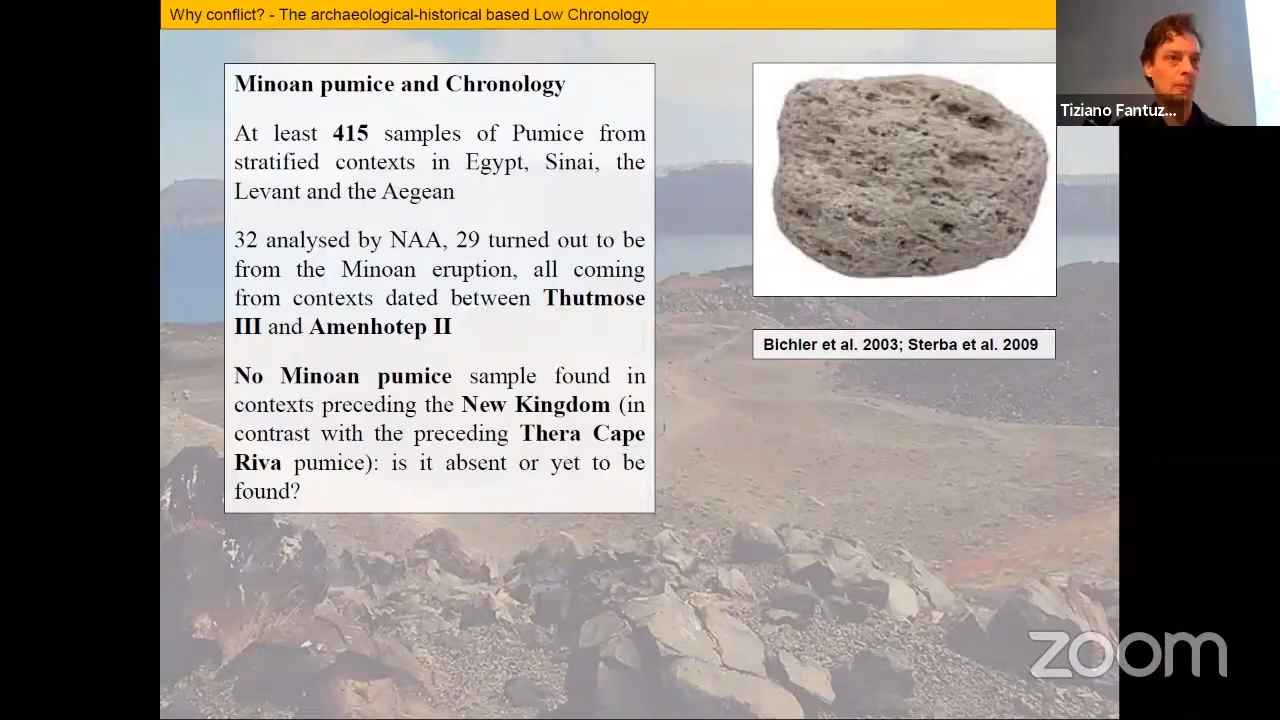 Why conflict? - The archaeological-historical based Low Chronology
Minoan pumice and Chronology
At least 415 samples of Pumice from
stratified contexts in Egypt, Sinai, the
Levant and the Aegean
32 analysed by NAA, 29 turned out to be
from the Minoan eruption, all coming
from contexts dated between Thutmose
III and Amenhotep II
No Minoan pumice sample found in
contexts preceding the New Kingdom (in
contrast with the preceding Thera Cape
Riva pumice): is it absent or yet to be
found?
Bichler et al. 2003; Sterba et al. 2009
Tiziano Fantuz...
zoom